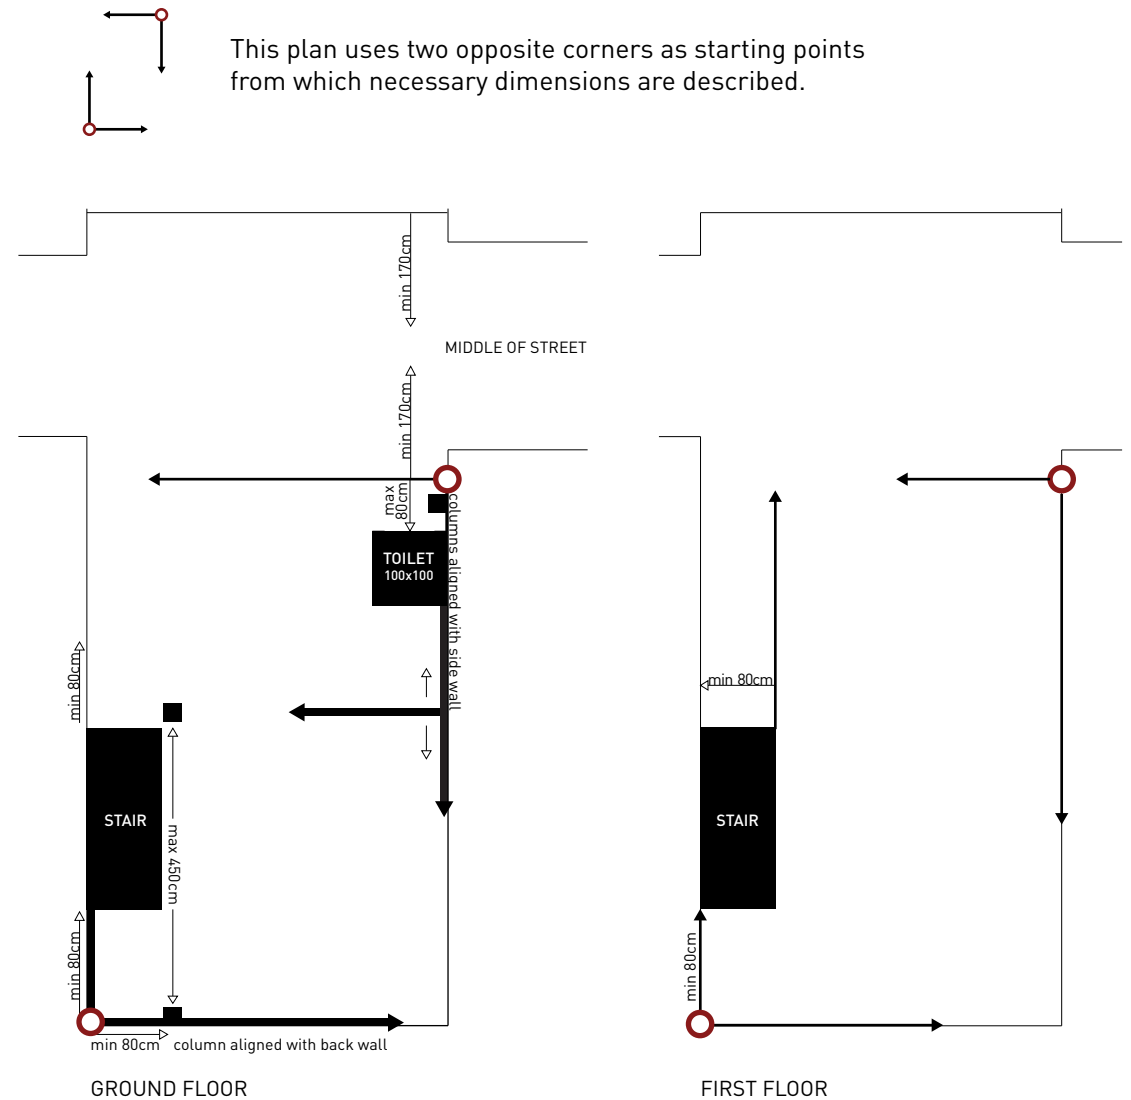 This plan uses two opposite corners as starting points
from which necessary dimensions are described.
min 170cm
MIDDLE OF STREET
min 170cm
max
80cm
columns aligned with side wall
TOILET
100x100
min 80cm
STAIR
max 450cm
min 80cm
min 80cm
column aligned with back wall
GROUND FLOOR
min 80cm
STAIR
min 80cm
FIRST FLOOR